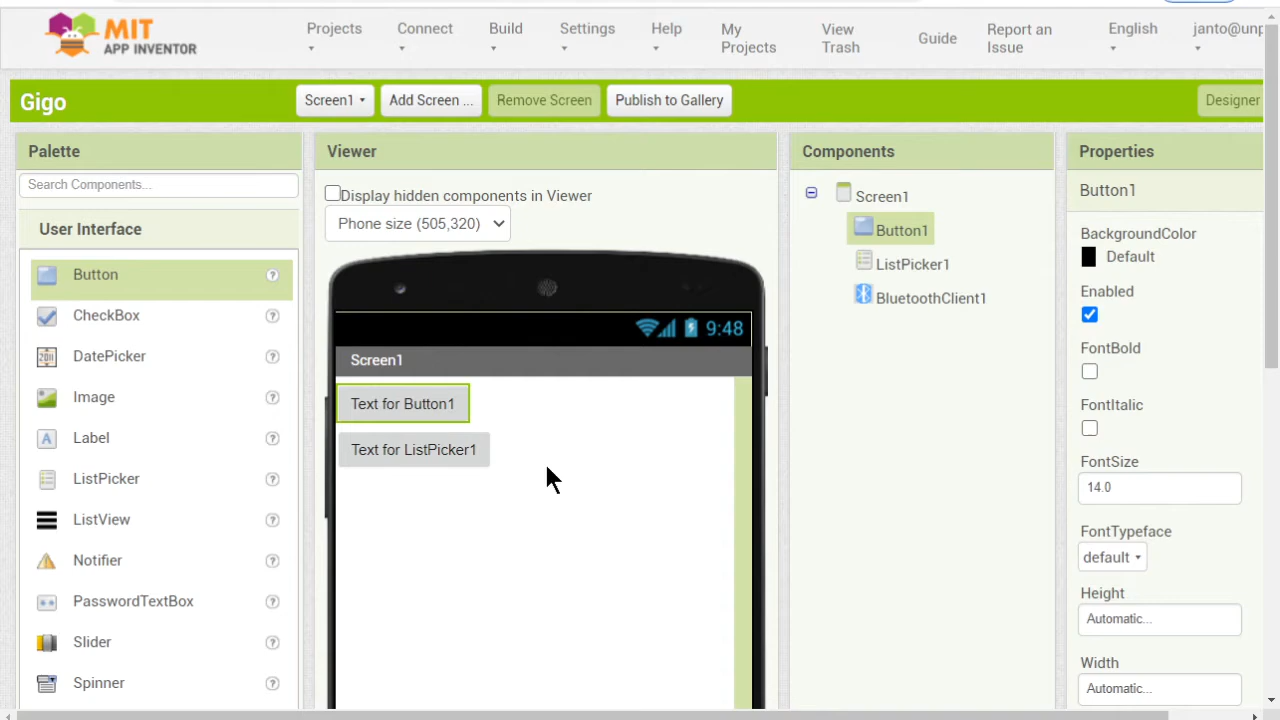 MIT
APP INVENTOR
Projects
Connect
Build
Settings
Help
My
Projects
View
Trash
Guide
Report an
Issue
English
Gigo
Screen1
Add Screen ...
Remove Screen
Publish to Gallery
Designer
Palette
Search Components...
User Interface
Button
CheckBox
DatePicker
Image
Label
ListPicker
ListView
Notifier
PasswordTextBox
Slider
Spinner
Viewer
Display hidden components in Viewer
Phone size (505,320)
9:48
Screen1
Text for Button1
Text for ListPicker1
Components
Screen1
Button1
ListPicker1
BluetoothClient1
Properties
Button1
BackgroundColor
Default
Enabled
FontBold
FontItalic
FontSize
14.0
FontTypeface
default
Height
Automatic...
Width
Automatic...